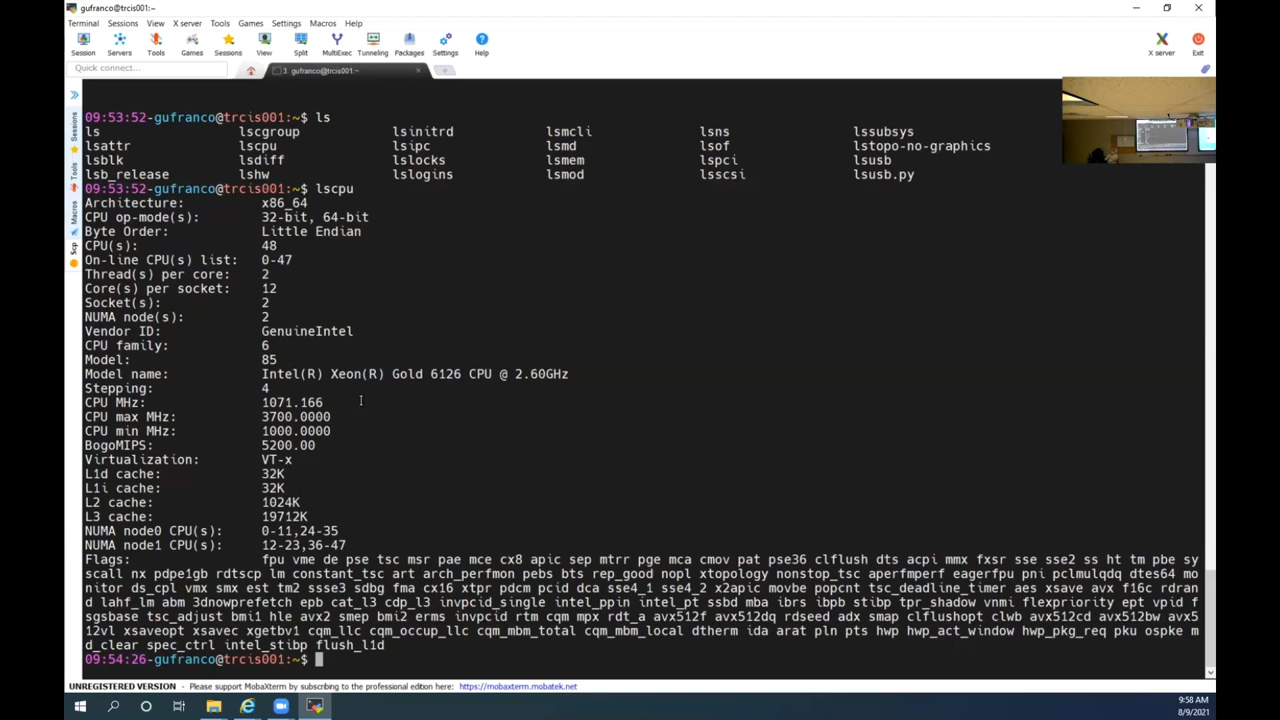 gufranco@trcis001:~
Terminal Sessions View X server Tools Games Settings Macros Help
Session Servers Tools Games Sessions View Split MultiExec Tunneling Packages Settings Help X server Exit
Quick connect...
3. gufranco@trcis001:~
Sessions
Tools
Macros
Scp
09:53:52-gufranco@trcis001:~$ ls
ls lscgroup lsinitrd lsmcli lsns lssubsys
lsattr lscpu lsipc lsmd lsof lstopo-no-graphics
lsblk lsdiff lslocks lsmem lspci lsusb
lsb_release lshw lslogins lsmod lsscsi lsusb.py
09:53:52-gufranco@trcis001:~$ lscpu
Architecture: x86_64
CPU op-mode(s): 32-bit, 64-bit
Byte Order: Little Endian
CPU(s): 48
On-line CPU(s) list: 0-47
Thread(s) per core: 2
Core(s) per socket: 12
Socket(s): 2
NUMA node(s): 2
Vendor ID: GenuineIntel
CPU family: 6
Model: 85
Model name: Intel(R) Xeon(R) Gold 6126 CPU @ 2.60GHz
Stepping: 4
CPU MHz: 1071.166
CPU max MHz: 3700.0000
CPU min MHz: 1000.0000
BogoMIPS: 5200.00
Virtualization: VT-x
L1d cache: 32K
L1i cache: 32K
L2 cache: 1024K
L3 cache: 19712K
NUMA node0 CPU(s): 0-11,24-35
NUMA node1 CPU(s): 12-23,36-47
Flags: fpu vme de pse tsc msr pae mce cx8 apic sep mtrr pge mca cmov pat pse36 clflush dts acpi mmx fxsr sse sse2 ss ht tm pbe sy
scall nx pdpe1gb rdtscp lm constant_tsc art arch_perfmon pebs bts rep_good nopl xtopology nonstop_tsc aperfmperf eagerfpu pni pclmulqdq dtes64 mo
nitor ds_cpl vmx smx est tm2 ssse3 sdbg fma cx16 xtpr pdcm pcid dca sse4_1 sse4_2 x2apic movbe popcnt tsc_deadline_timer aes xsave avx f16c rdran
d lahf_lm abm 3dnowprefetch epb cat_l3 cdp_l3 invpcid_single intel_ppin intel_pt ssbd mba ibrs ibpb stibp tpr_shadow vnmi flexpriority ept vpid f
sgsbase tsc_adjust bmi1 hle avx2 smep bmi2 erms invpcid rtm cqm mpx rdt_a avx512f avx512dq rdseed adx smap clflushopt clwb avx512cd avx512bw avx5
12vl xsaveopt xsavec xgetbv1 cqm_llc cqm_occup_llc cqm_mbm_total cqm_mbm_local dtherm ida arat pln pts hwp hwp_act_window hwp_pkg_req pku ospke m
d_clear spec_ctrl intel_stibp flush_l1d
09:54:26-gufranco@trcis001:~$
UNREGISTERED VERSION - Please support MobaXterm by subscribing to the professional edition here: https://mobaxterm.mobatek.net
9:58 AM
8/9/2021